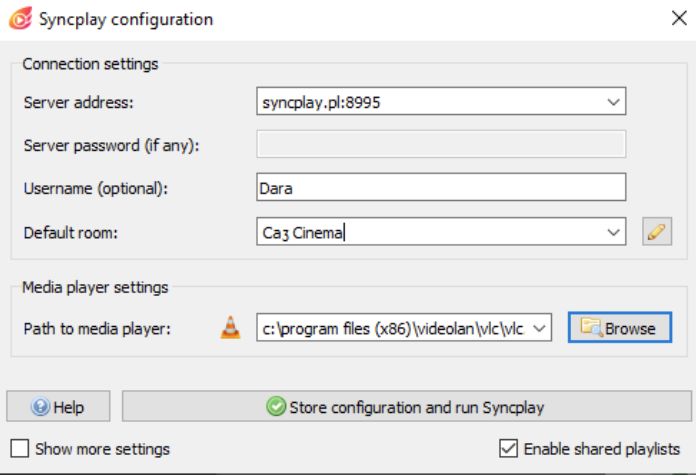 Syncplay configuration
Connection settings
Server address: syncplay.pl:8995
Server password (if any):
Username (optional): Dara
Default room: Ca3 Cinema
Media player settings
Path to media player: c:\program files (x86)\videolan\vlc\vlc Browse
Help Store configuration and run Syncplay
Show more settings Enable shared playlists